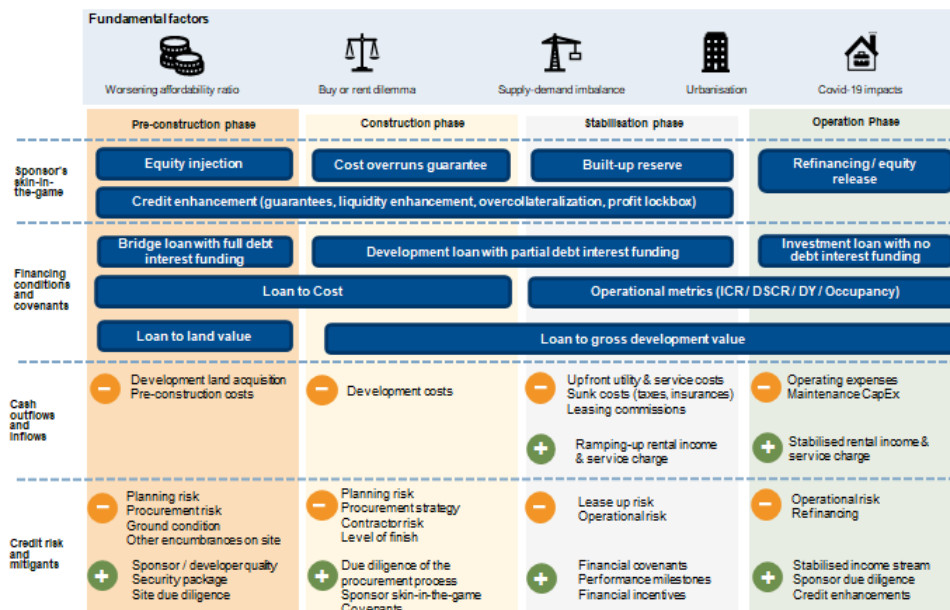 Fundamental factors
Worsening affordability ratio
Buy or rent dilemma
Supply-demand imbalance
Urbanisation
Covid-19 impacts
Pre-construction phase
Construction phase
Stabilisation phase
Operation Phase
Sponsor's
skin-in-
the-game
Equity injection
Cost overruns guarantee
Built-up reserve
Refinancing / equity
release
Credit enhancement (guarantees, liquidity enhancement, overcollateralization, profit lockbox)
Financing
conditions
and
covenants
Bridge loan with full debt
interest funding
Development loan with partial debt interest funding
Investment loan with no
debt interest funding
Loan to Cost
Operational metrics (ICR / DSCR / DY / Occupancy)
Loan to land value
Loan to gross development value
Cash
outflows
and
inflows
Development land acquisition
Pre-construction costs
Development costs
Upfront utility & service costs
Sunk costs (taxes, insurances)
Leasing commissions
Operating expenses
Maintenance CapEx
Ramping-up rental income
& service charge
Stabilised rental income &
service charge
Credit risk
and
mitigants
Planning risk
Procurement risk
Ground condition
Other encumbrances on site
Planning risk
Procurement strategy
Contractor risk
Level of finish
Lease up risk
Operational risk
Operational risk
Refinancing
Sponsor / developer quality
Security package
Site due diligence
Due diligence of the
procurement process
Sponsor skin-in-the-game
Covenants
Financial covenants
Performance milestones
Financial incentives
Stabilised income stream
Sponsor due diligence
Credit enhancements